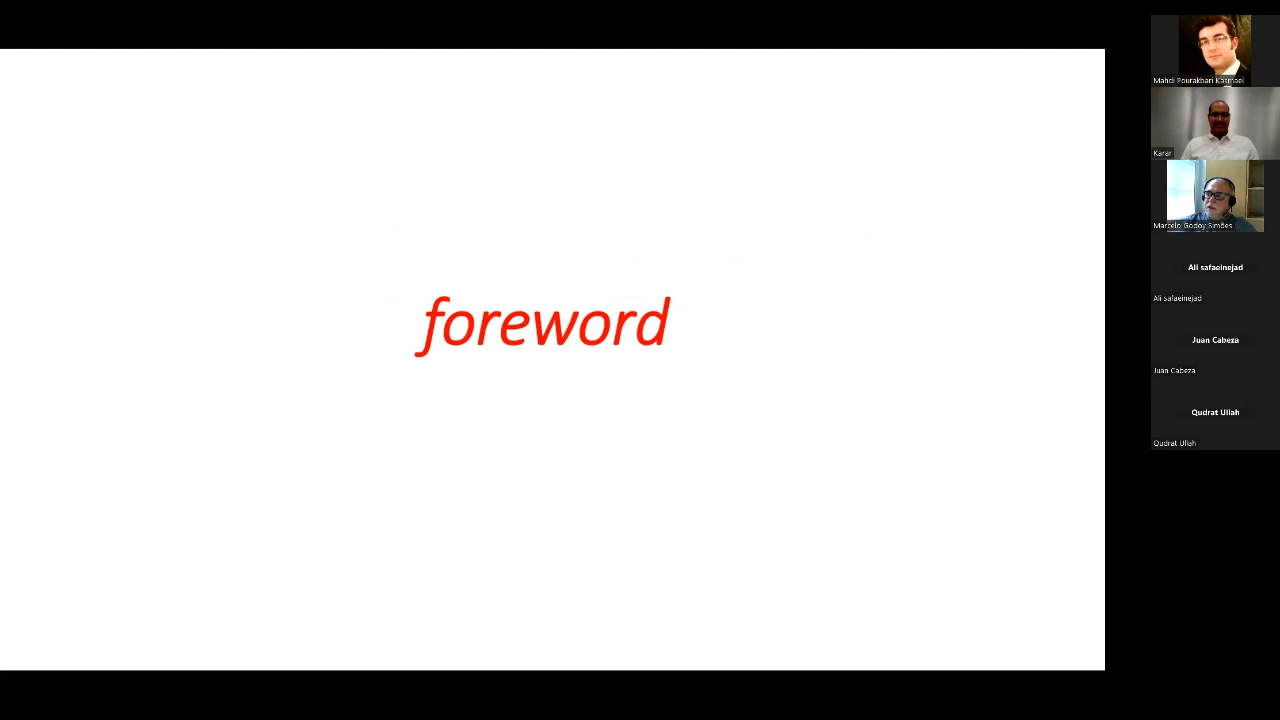 foreword
Mahdi Pourakbari Kasmaei
Karar
Marcelo Godoy Simões
Ali safaeinejad
Ali safaeinejad
Juan Cabeza
Juan Cabeza
Qudrat Ullah
Qudrat Ullah